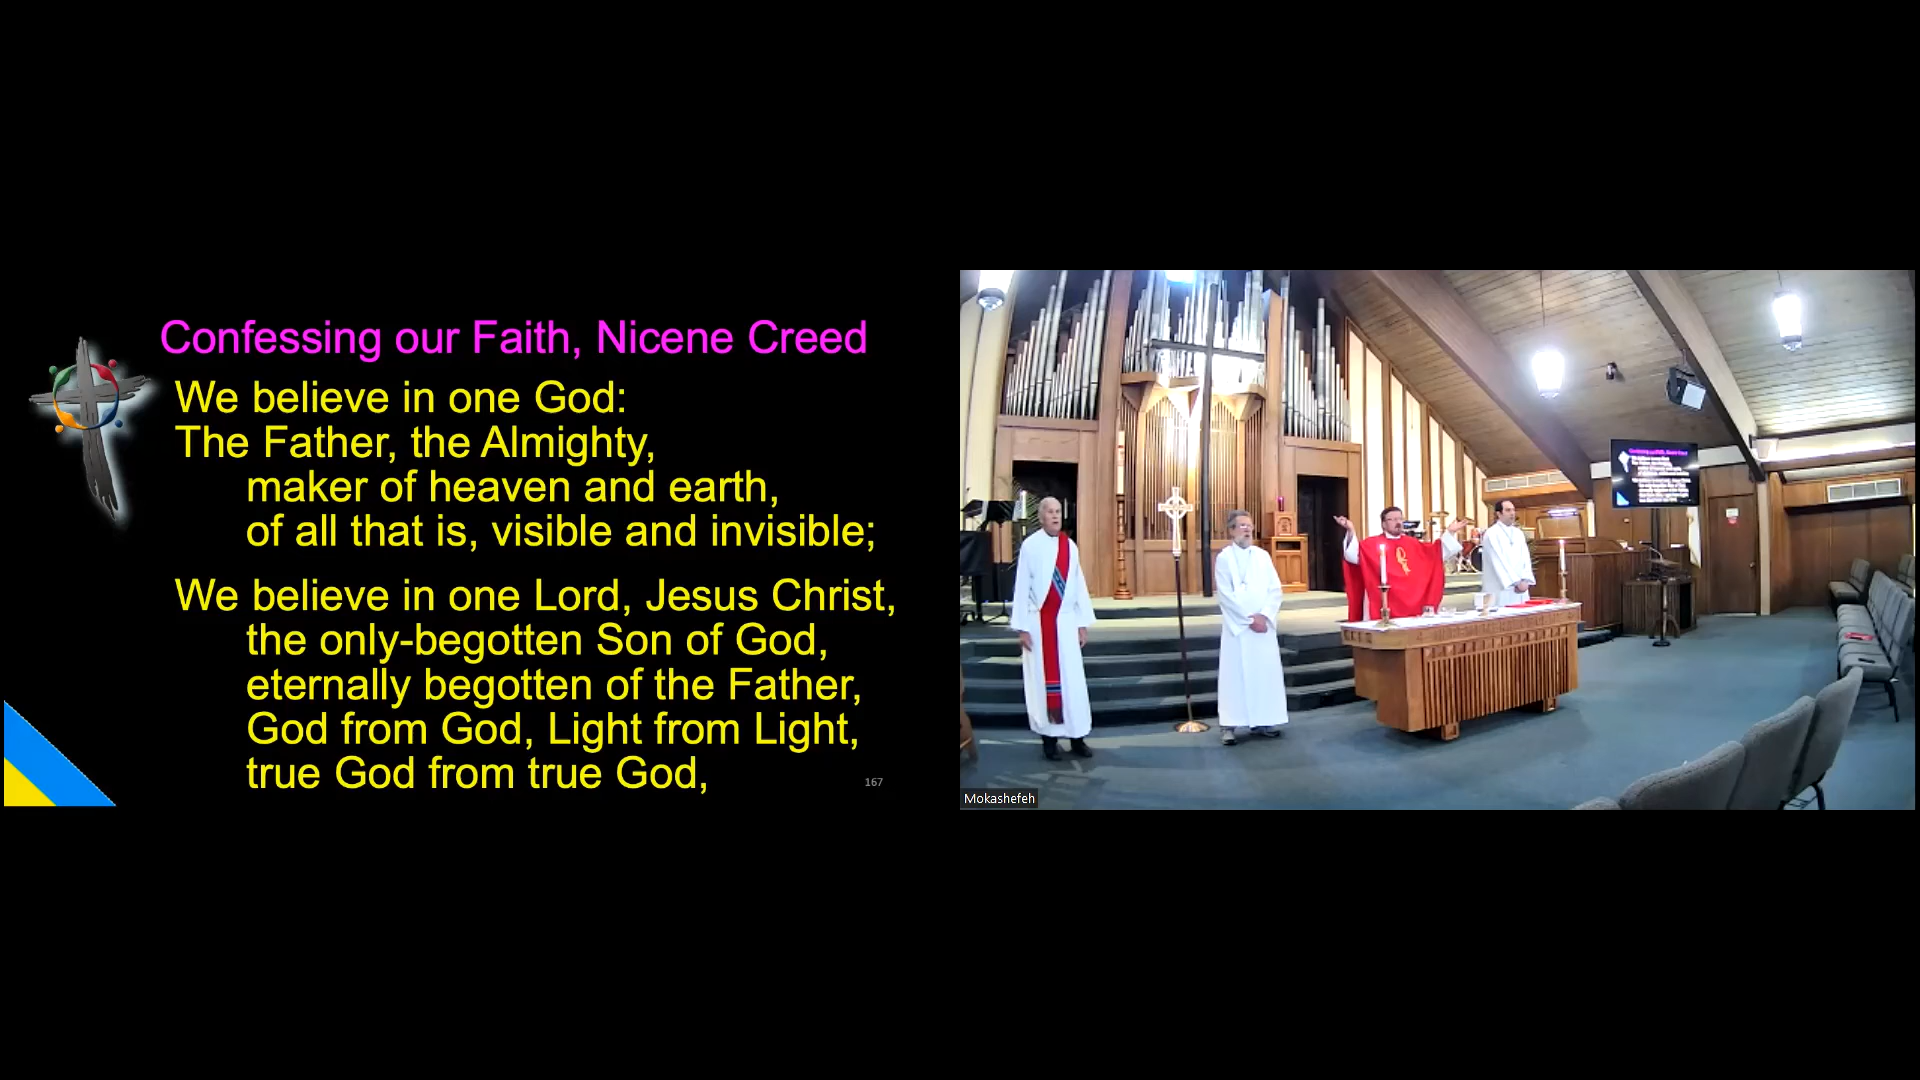 Confessing our Faith, Nicene Creed
We believe in one God:
The Father, the Almighty,
maker of heaven and earth,
of all that is, visible and invisible;
We believe in one Lord, Jesus Christ,
the only-begotten Son of God,
eternally begotten of the Father,
God from God, Light from Light,
true God from true God,
167
Mokashefeh